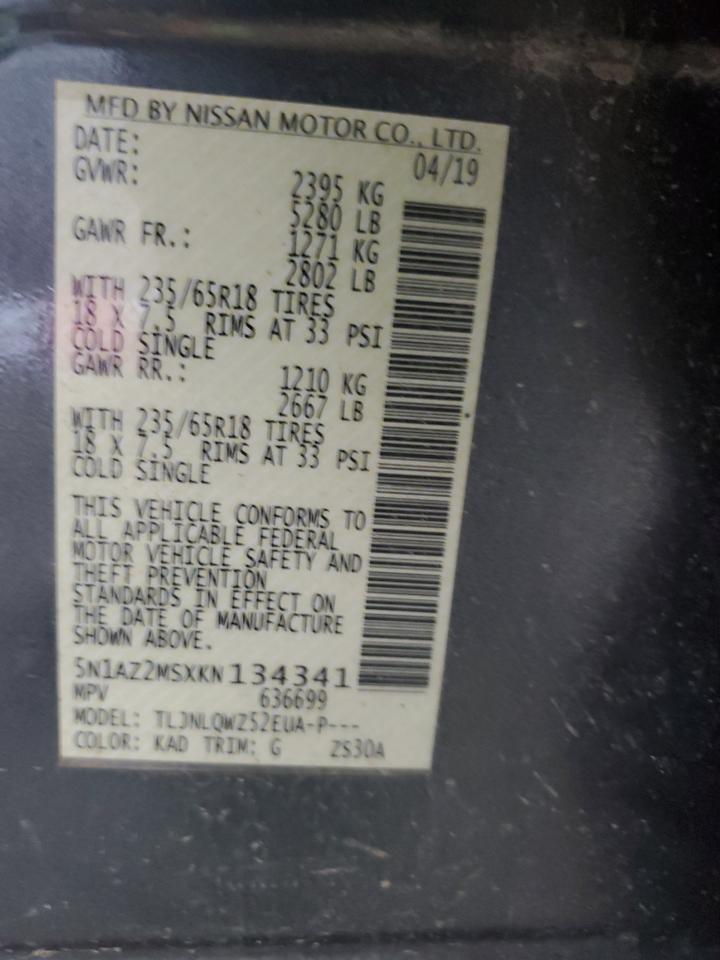 MFD BY NISSAN MOTOR CO., LTD.
DATE: 04/19
GVWR: 2395 KG
5280 LB
GAWR FR.: 1271 KG
2802 LB
WITH 235/65R18 TIRES
18 X 7.5 RIMS AT 33 PSI
COLD SINGLE
GAWR RR.: 1210 KG
2667 LB
WITH 235/65R18 TIRES
18 X 7.5 RIMS AT 33 PSI
COLD SINGLE
THIS VEHICLE CONFORMS TO
ALL APPLICABLE FEDERAL
MOTOR VEHICLE SAFETY AND
THEFT PREVENTION
STANDARDS IN EFFECT ON
THE DATE OF MANUFACTURE
SHOWN ABOVE.
5N1AZ2MSXKN134341
MPV 636699
MODEL: TLJNLQWZ52EUA-P---
COLOR: KAD TRIM: G ZS30A